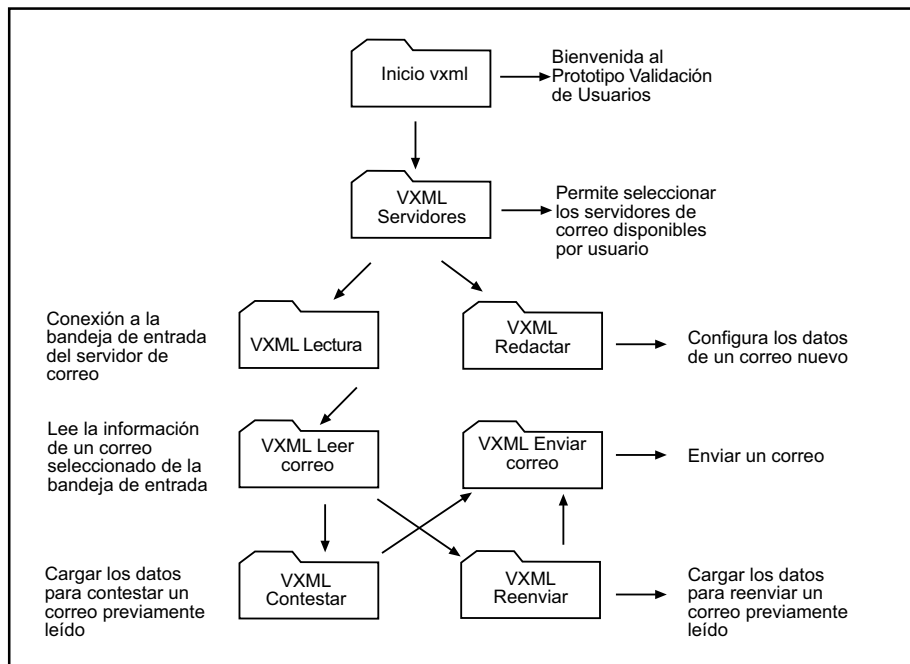 Inicio vxml
Bienvenida al
Prototipo Validación
de Usuarios
VXML
Servidores
Permite seleccionar
los servidores de
correo disponibles
por usuario
Conexión a la
bandeja de entrada
del servidor de
correo
VXML Lectura
VXML
Redactar
Configura los datos
de un correo nuevo
Lee la información
de un correo
seleccionado de la
bandeja de entrada
VXML Leer
correo
VXML Enviar
correo
Enviar un correo
Cargar los datos
para contestar un
correo previamente
leído
VXML
Contestar
VXML
Reenviar
Cargar los datos
para reenviar un
correo previamente
leído